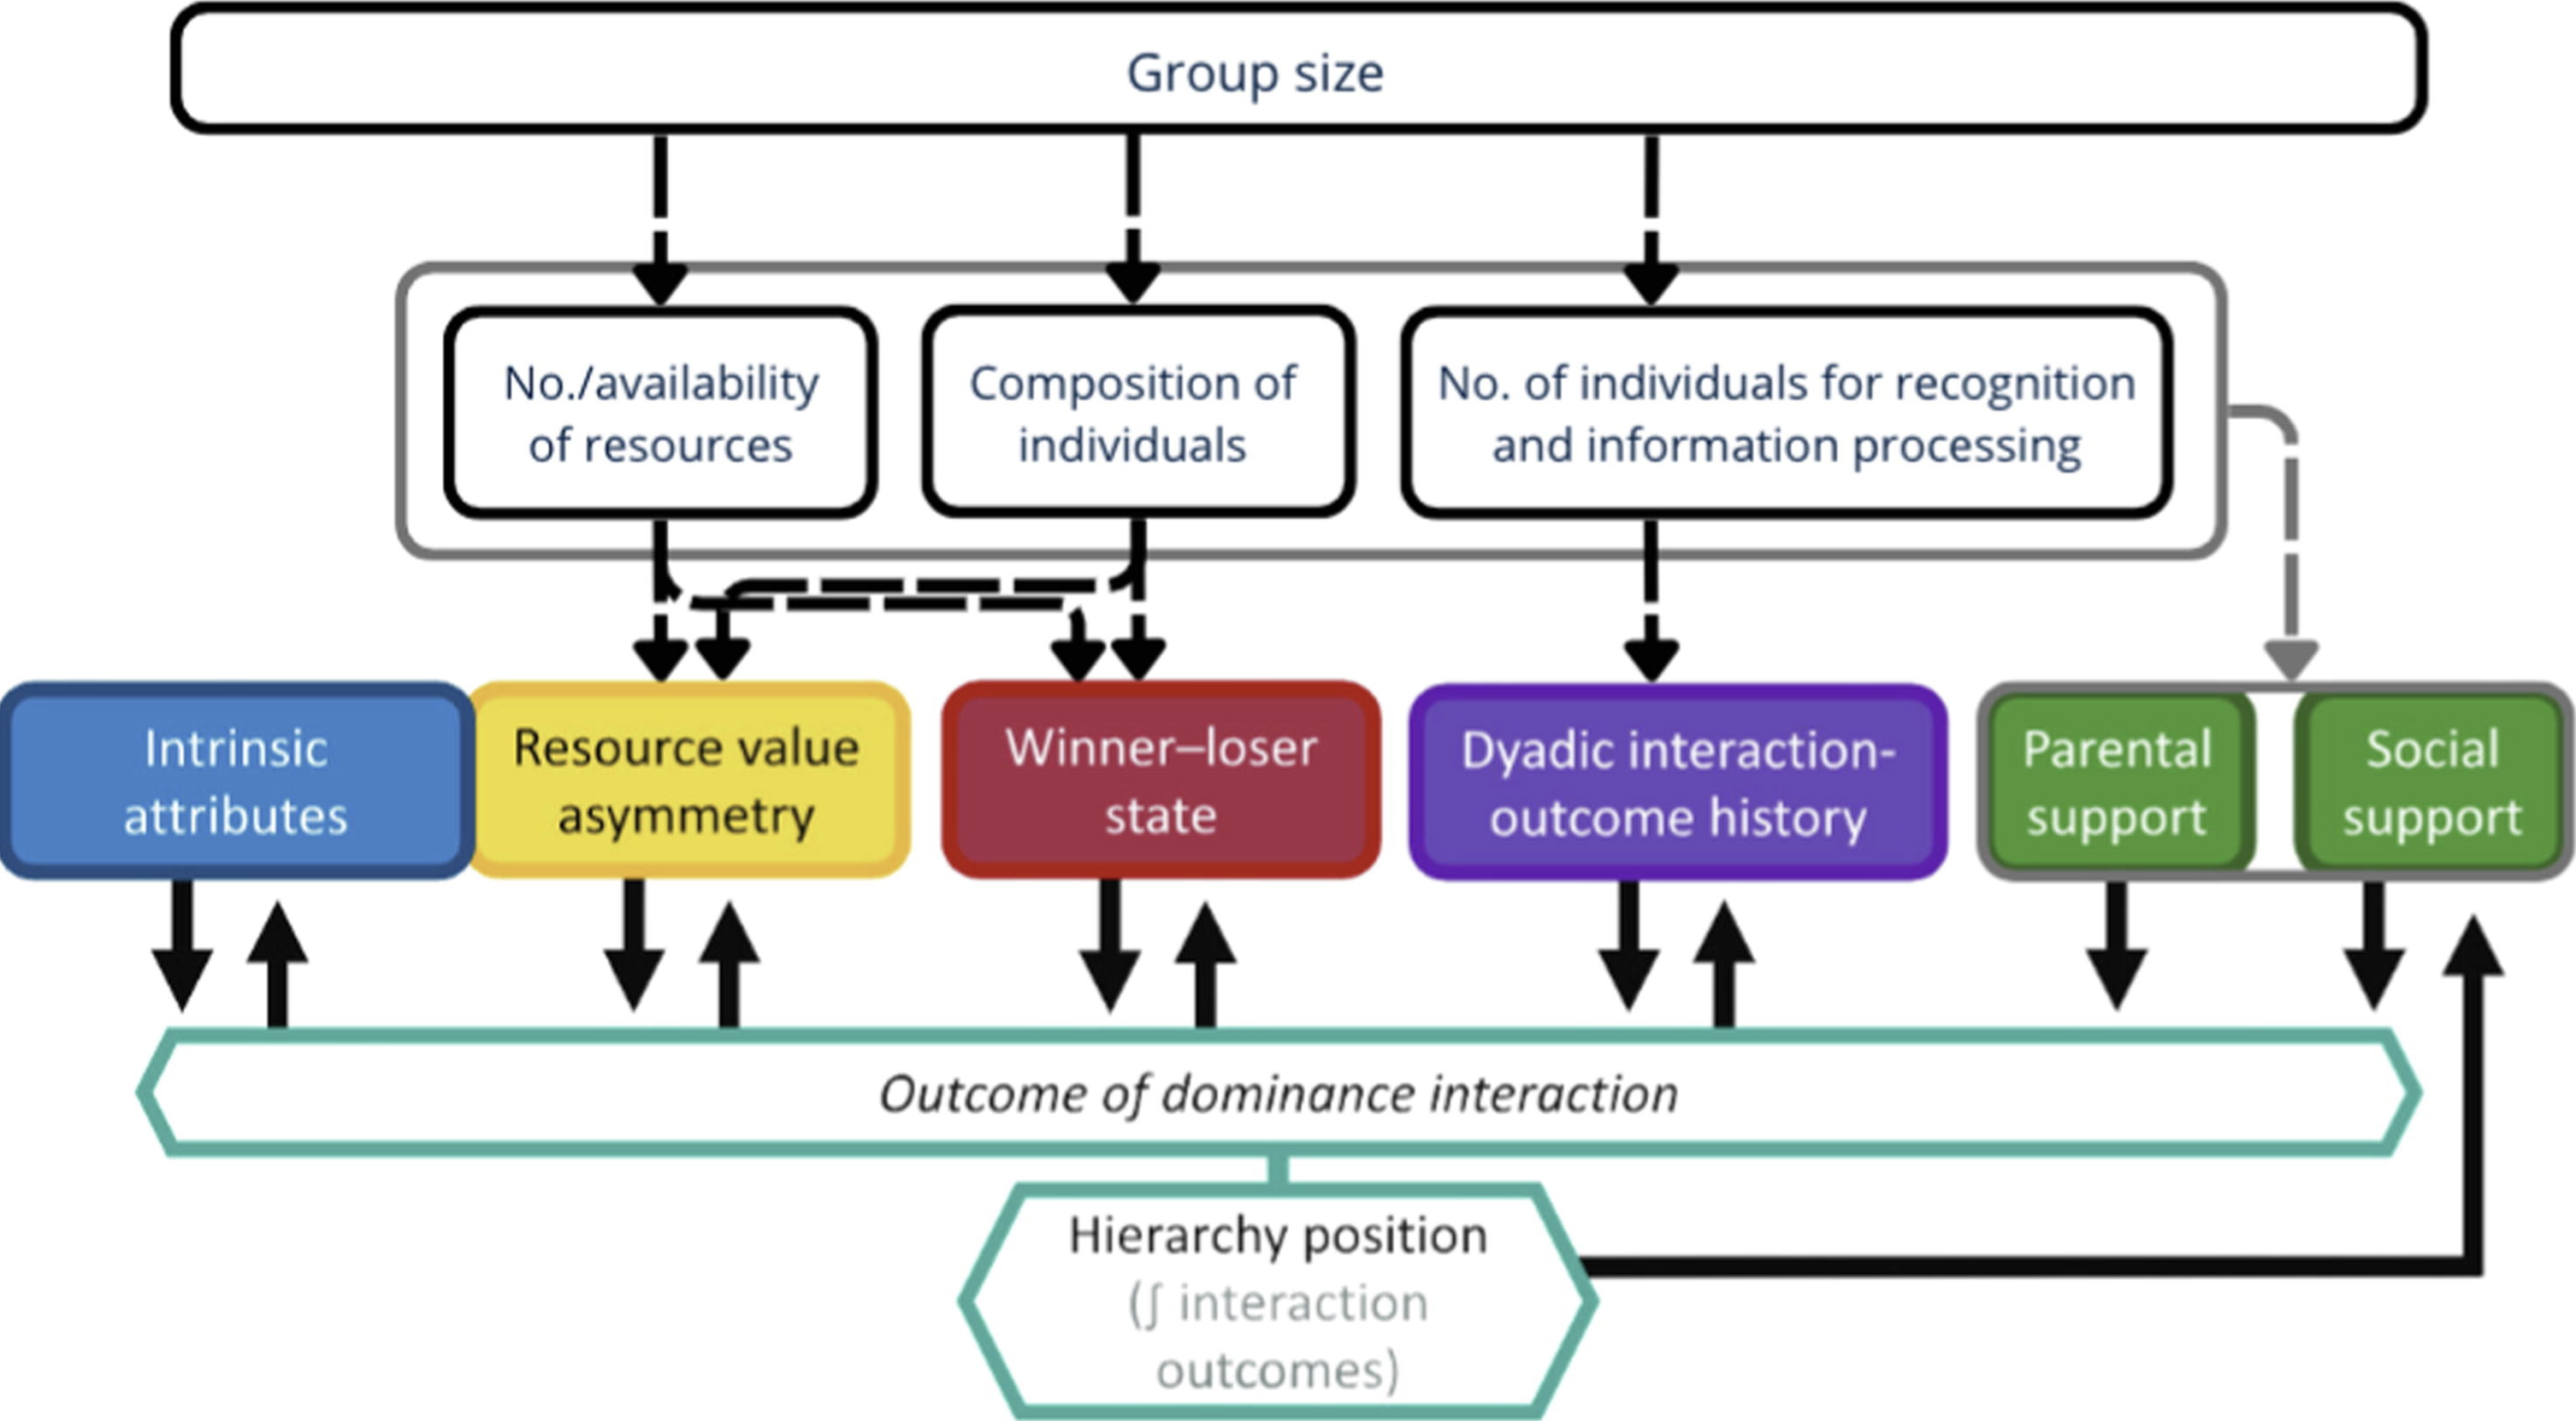 Group size
No./availability
of resources
Composition of
individuals
No. of individuals for recognition
and information processing
Intrinsic
attributes
Resource value
asymmetry
Winner–loser
state
Dyadic interaction-
outcome history
Parental
support
Social
support
Outcome of dominance interaction
Hierarchy position
(∫ interaction
outcomes)